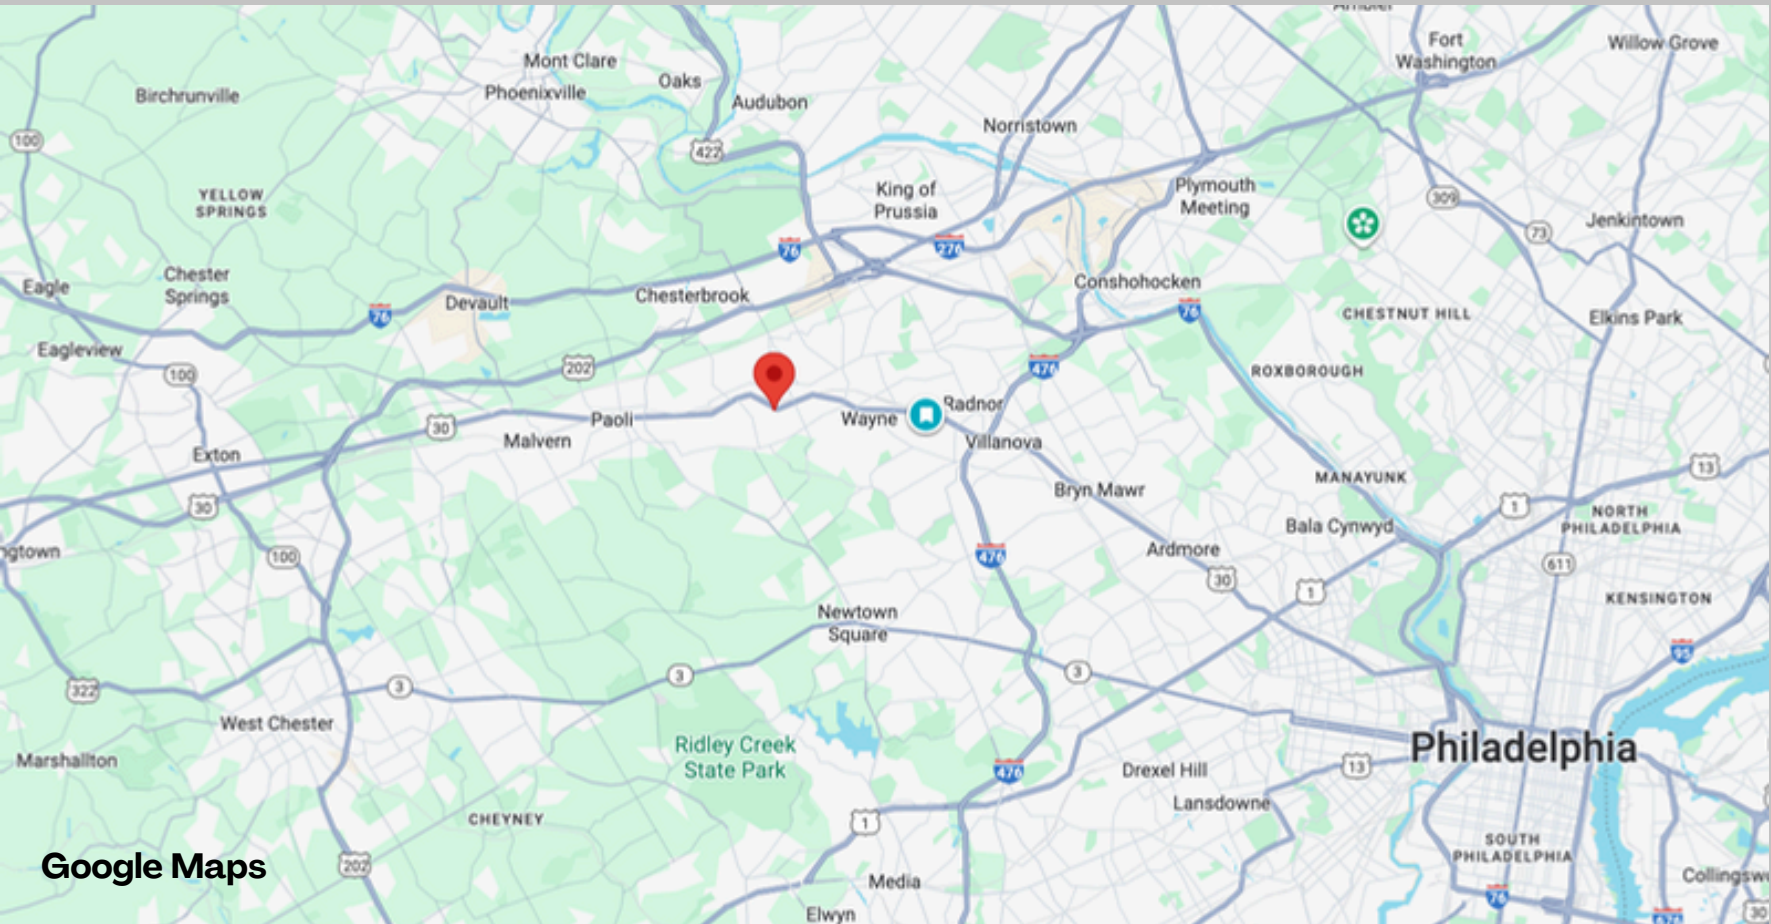 Ambler
Fort
Washington
Willow Grove
Mont Clare
Oaks
Phoenixville
Birchrunville
Audubon
Norristown
100
422
YELLOW
SPRINGS
King of
Prussia
Plymouth
Meeting
309
73
Jenkintown
76
276
Chester
Springs
Eagle
Devault
Chesterbrook
Conshohocken
76
76
CHESTNUT HILL
Elkins Park
Eagleview
100
202
476
ROXBOROUGH
30
Paoli
Malvern
Wayne
Radnor
Villanova
Exton
30
Bryn Mawr
MANAYUNK
13
1
NORTH
PHILADELPHIA
Bala Cynwyd
ngtown
100
476
Ardmore
30
1
611
KENSINGTON
Newtown
Square
95
322
3
3
3
West Chester
Marshallton
Ridley Creek
State Park
476
Drexel Hill
13
Philadelphia
Lansdowne
CHEYNEY
1
SOUTH
PHILADELPHIA
Google Maps
202
Media
Elwyn
76
Collingsw
30
676